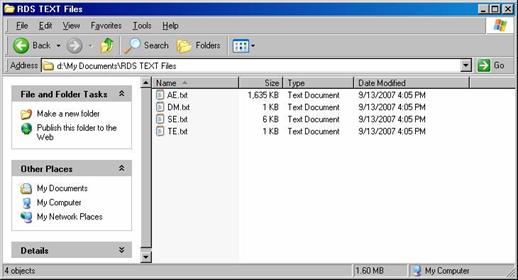 RDS TEXT Files
File Edit View Favorites Tools Help
Back Search Folders
Address d:\My Documents\RDS TEXT Files Go
File and Folder Tasks
Make a new folder
Publish this folder to the
Web
Other Places
My Documents
My Computer
My Network Places
Details
Name Size Type Date Modified
AE.txt 1,635 KB Text Document 9/13/2007 4:05 PM
DM.txt 1 KB Text Document 9/13/2007 4:05 PM
SE.txt 6 KB Text Document 9/13/2007 4:05 PM
TE.txt 1 KB Text Document 9/13/2007 4:05 PM
4 objects 1.60 MB My Computer